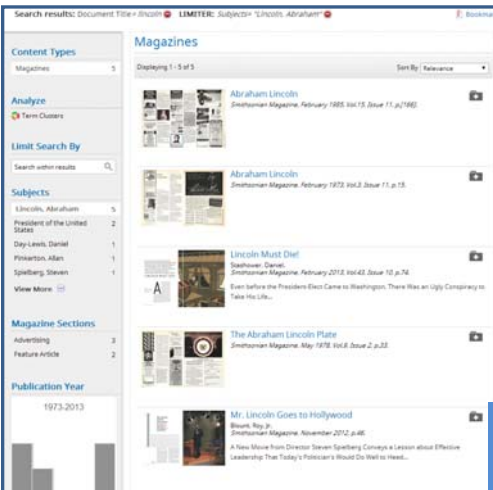 Search results: Document Title= lincoln LIMITER: Subjects= "Lincoln, Abraham" Bookma
Content Types
Magazines 5
Analyze
Term Clusters
Limit Search By
Search within results
Subjects
Lincoln, Abraham 5
President of the United States 2
Day-Lewis, Daniel 1
Pinkerton, Allan 1
Spielberg, Steven 1
View More
Magazine Sections
Advertising 3
Feature Article 2
Publication Year
1973-2013
Magazines
Displaying 1 - 5 of 5 Sort By Relevance
Abraham Lincoln
Smithsonian Magazine, February 1985, Vol.15, Issue 11, p.[186].
Abraham Lincoln
Smithsonian Magazine, February 1973, Vol.3, Issue 11, p.15.
Lincoln Must Die!
Stashower, Daniel.
Smithsonian Magazine, February 2013, Vol.43, Issue 10, p.74.
Even before the President-Elect Came to Washington, There Was an Ugly Conspiracy to
Take His Life...
The Abraham Lincoln Plate
Smithsonian Magazine, May 1978, Vol.9, Issue 2, p.33.
Mr. Lincoln Goes to Hollywood
Blount, Roy, Jr.
Smithsonian Magazine, November 2012, p.46.
A New Movie from Director Steven Spielberg Conveys a Lesson about Effective
Leadership That Today's Politician's Would Do Well to Heed...